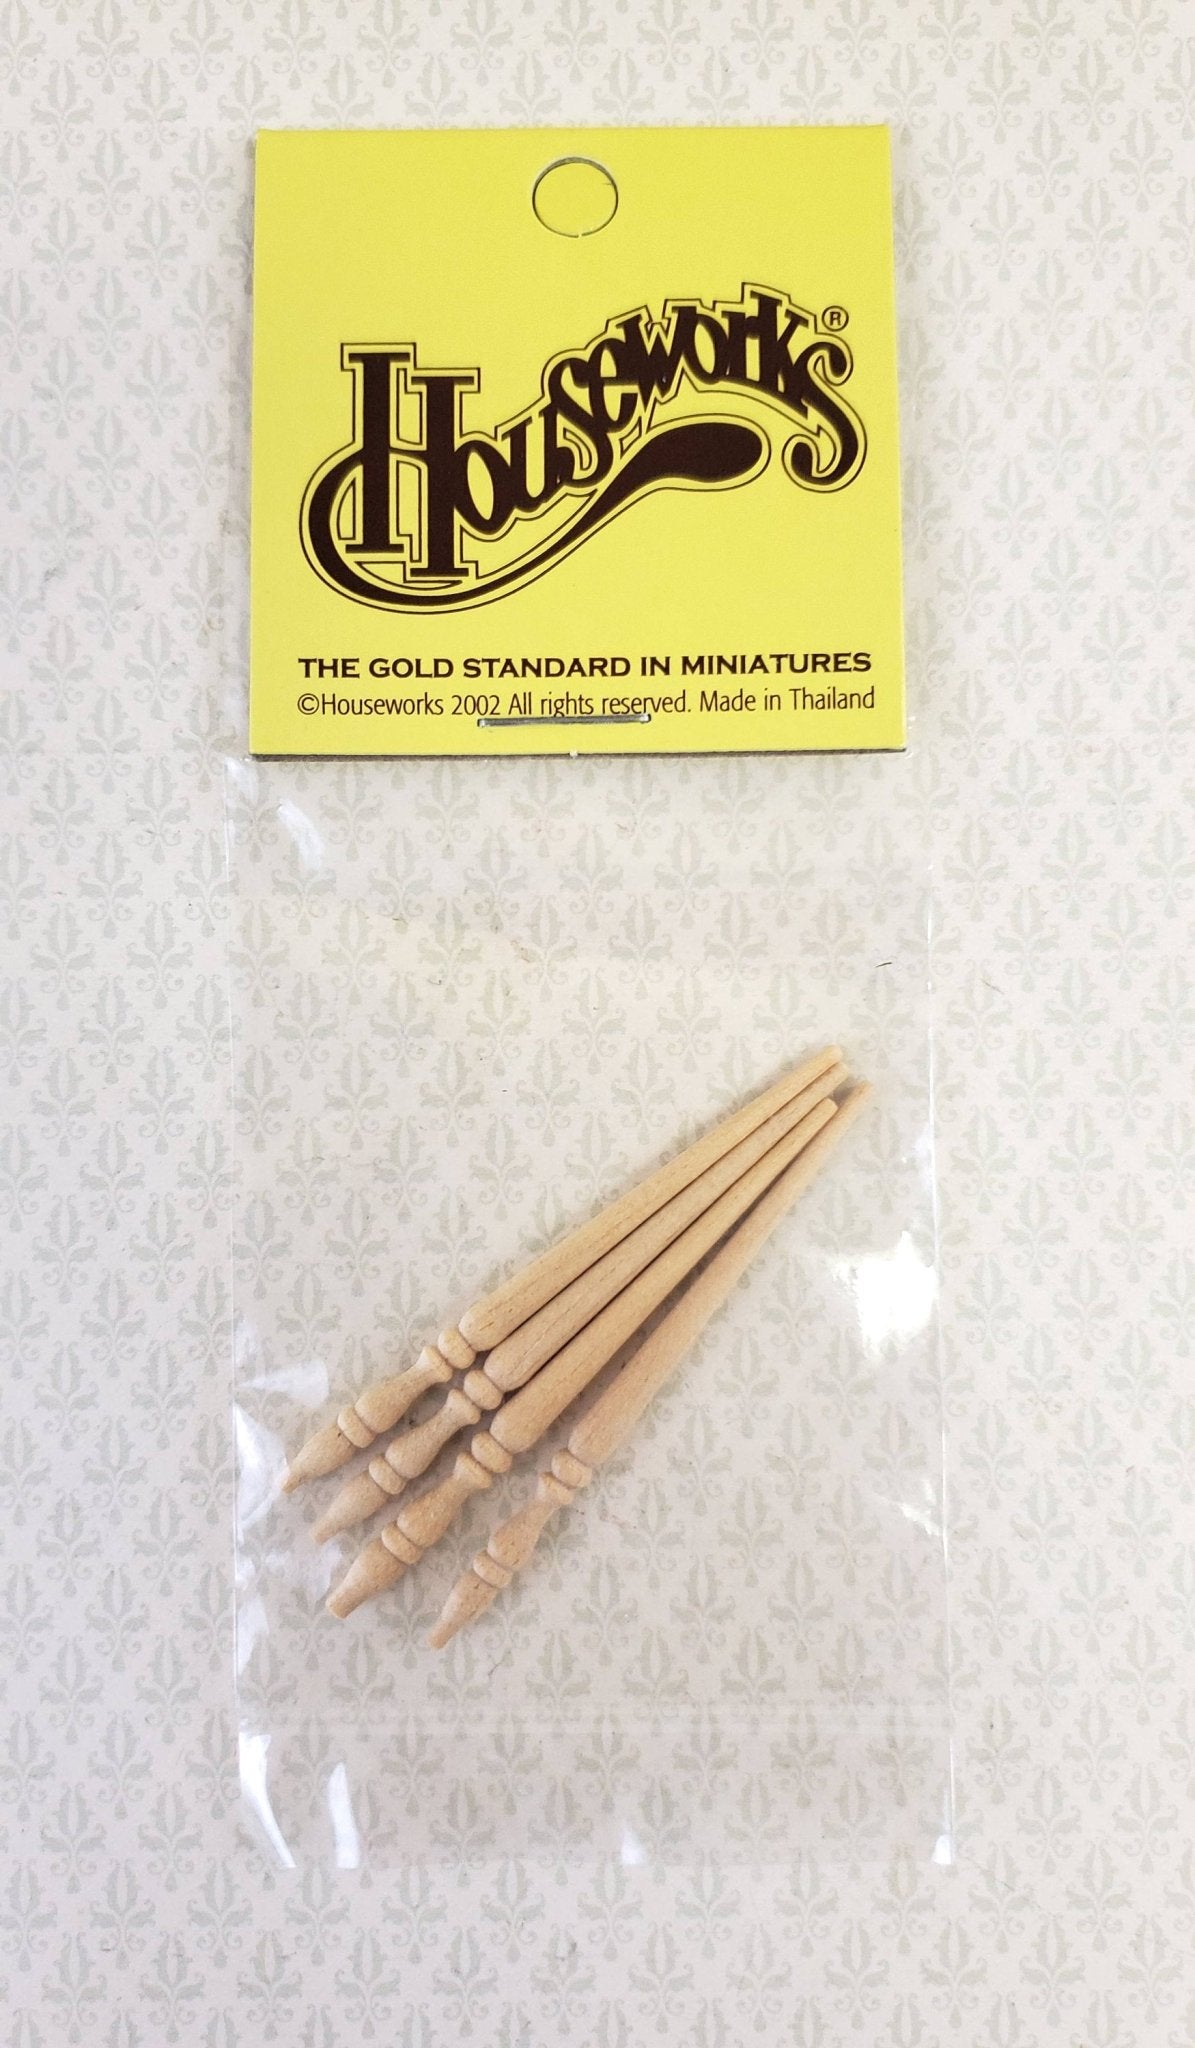 Houseworks®
THE GOLD STANDARD IN MINIATURES
©Houseworks 2002 All rights reserved. Made in Thailand